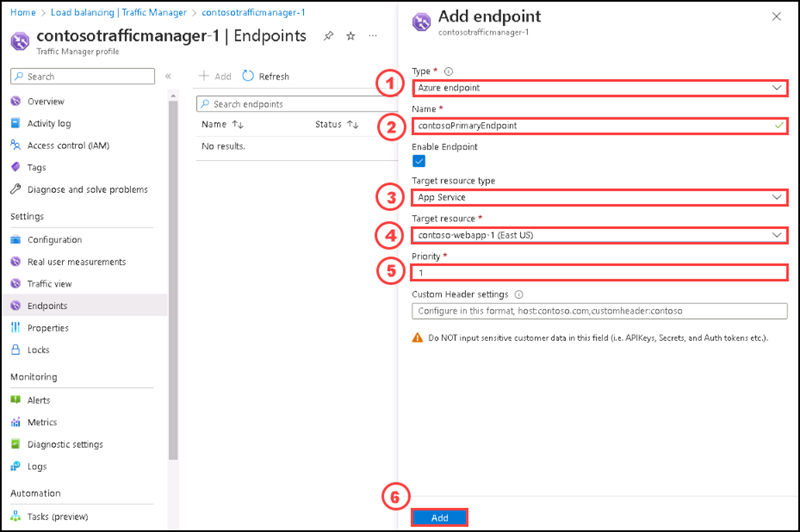 Home > Load balancing | Traffic Manager > contosotrafficmanager-1
contosotrafficmanager-1 | Endpoints
Traffic Manager profile
Search
Overview
Activity log
Access control (IAM)
Tags
Diagnose and solve problems
Settings
Configuration
Real user measurements
Traffic view
Endpoints
Properties
Locks
Monitoring
Alerts
Metrics
Diagnostic settings
Logs
Automation
Tasks (preview)
Add Refresh
Search endpoints
Name Status
No results.
Add endpoint
contosotrafficmanager-1
Type *
1 Azure endpoint
Name *
2 contosoPrimaryEndpoint
Enable Endpoint
Target resource type
3 App Service
Target resource *
4 contoso-webapp-1 (East US)
Priority *
5 1
Custom Header settings
Configure in this format, host:contoso.com,customheader:contoso
Do NOT input sensitive customer data in this field (i.e. APIKeys, Secrets, and Auth tokens etc.).
6
Add